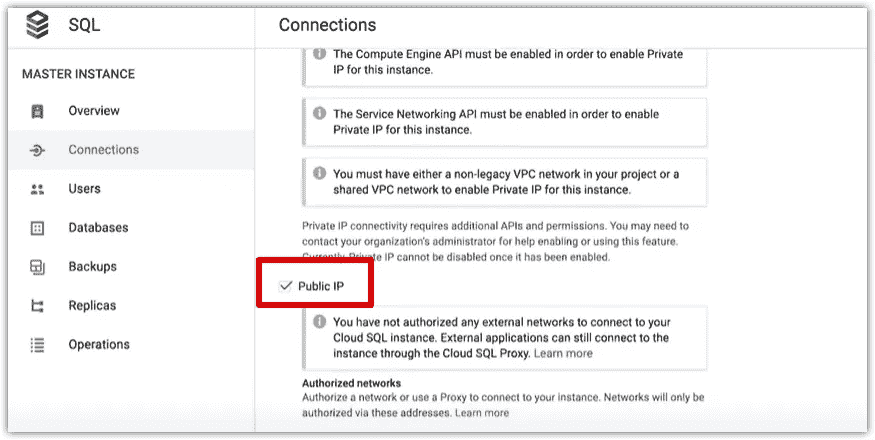 SQL
Connections
MASTER INSTANCE
Overview
Connections
Users
Databases
Backups
Replicas
Operations
The Compute Engine API must be enabled in order to enable Private
IP for this instance.
The Service Networking API must be enabled in order to enable
Private IP for this instance.
You must have either a non-legacy VPC network in your project or a
shared VPC network to enable Private IP for this instance.
Private IP connectivity requires additional APIs and permissions. You may need to
contact your organization's administrator for help enabling or using this feature.
Currently, Private IP cannot be disabled once it has been enabled.
Public IP
You have not authorized any external networks to connect to your
Cloud SQL instance. External applications can still connect to the
instance through the Cloud SQL Proxy. Learn more
Authorized networks
Authorize a network or use a Proxy to connect to your instance. Networks will only be
authorized via these addresses. Learn more